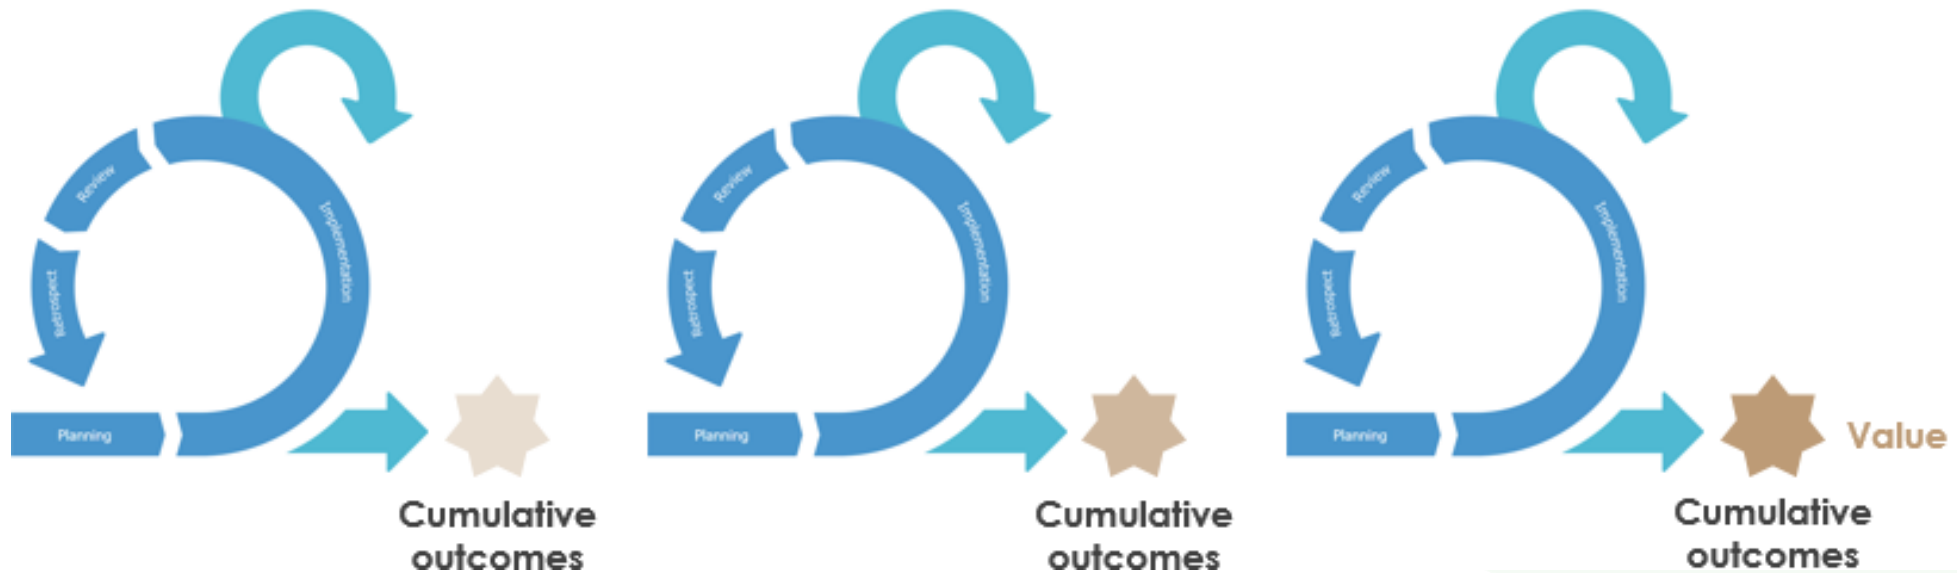 Review
Implementation
Retrospect
Planning
Cumulative
outcomes
Review
Implementation
Retrospect
Planning
Cumulative
outcomes
Review
Implementation
Retrospect
Planning
Value
Cumulative
outcomes